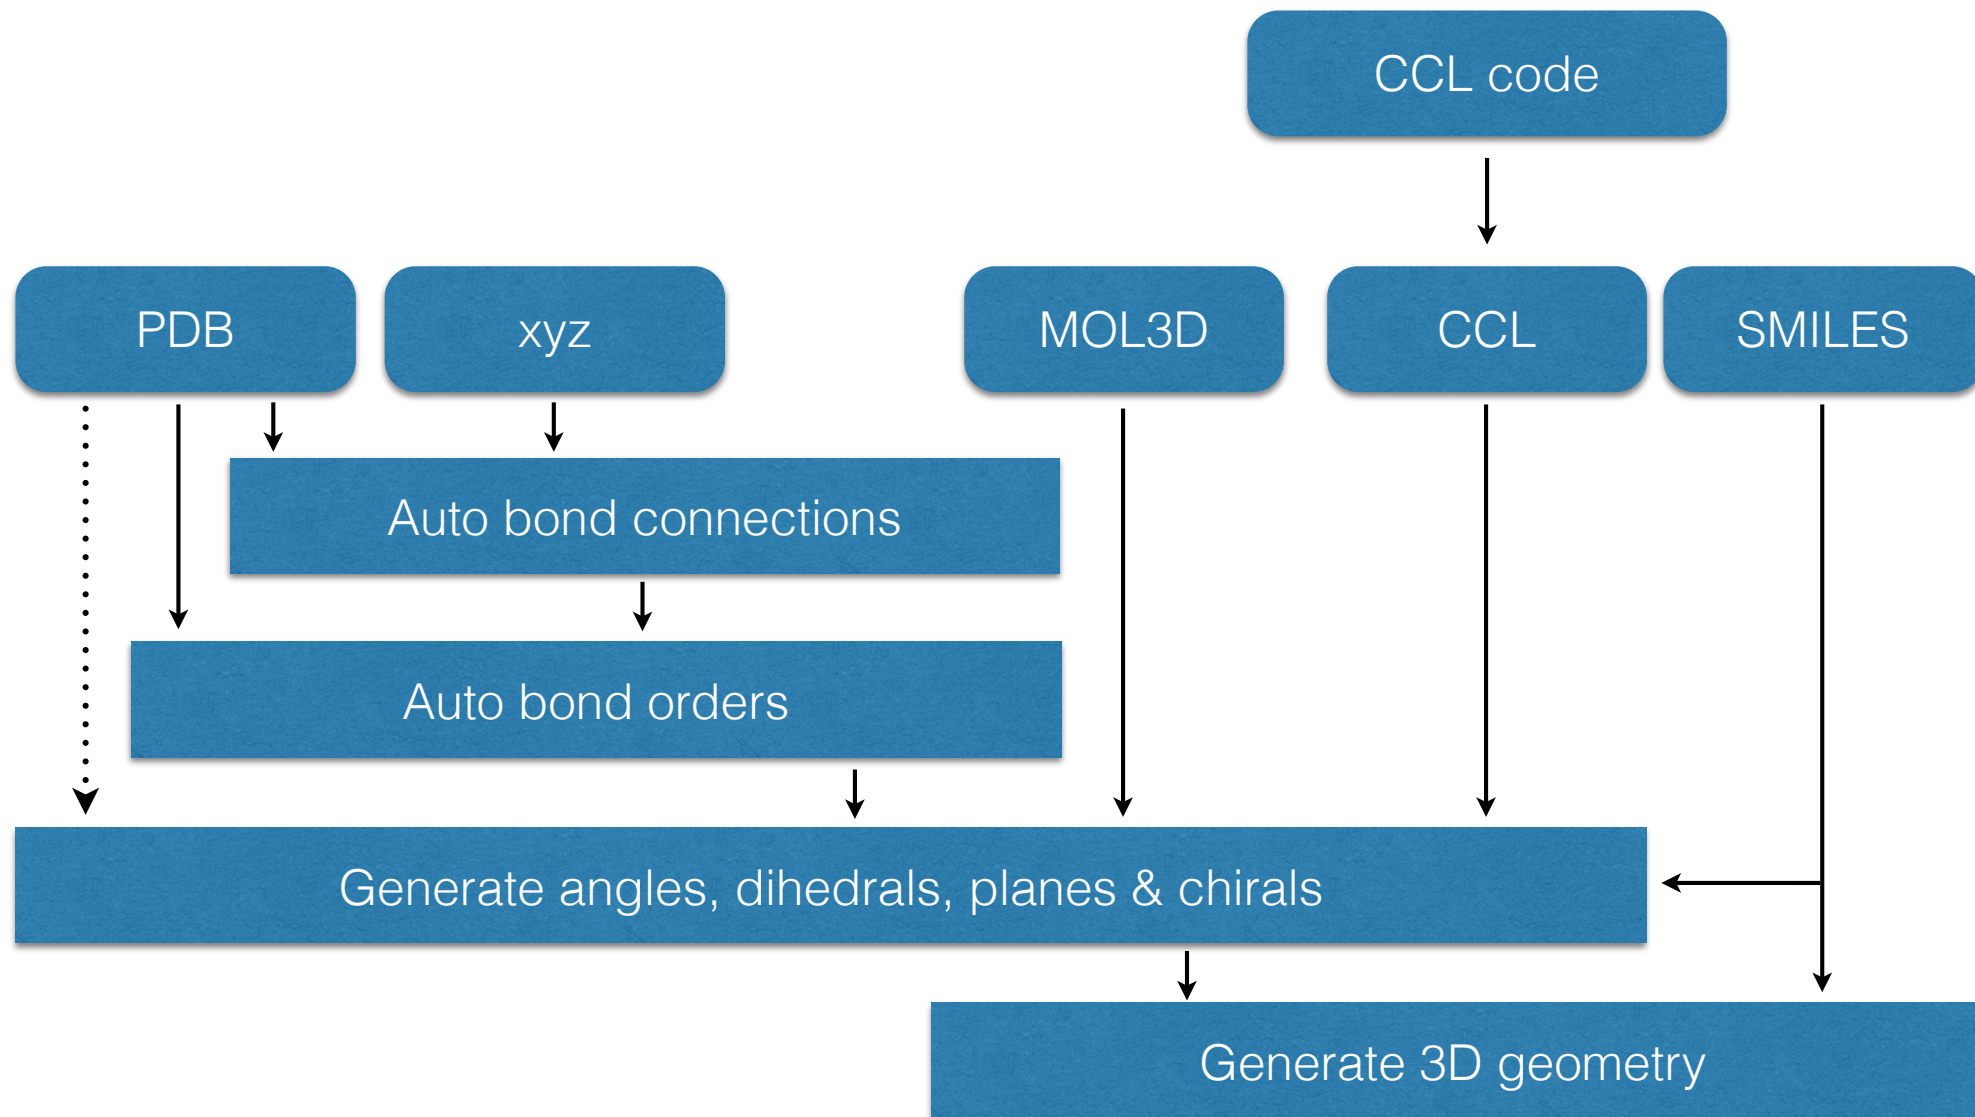 CCL code
PDB
xyz
MOL3D
CCL
SMILES
Auto bond connections
Auto bond orders
Generate angles, dihedrals, planes & chirals
Generate 3D geometry